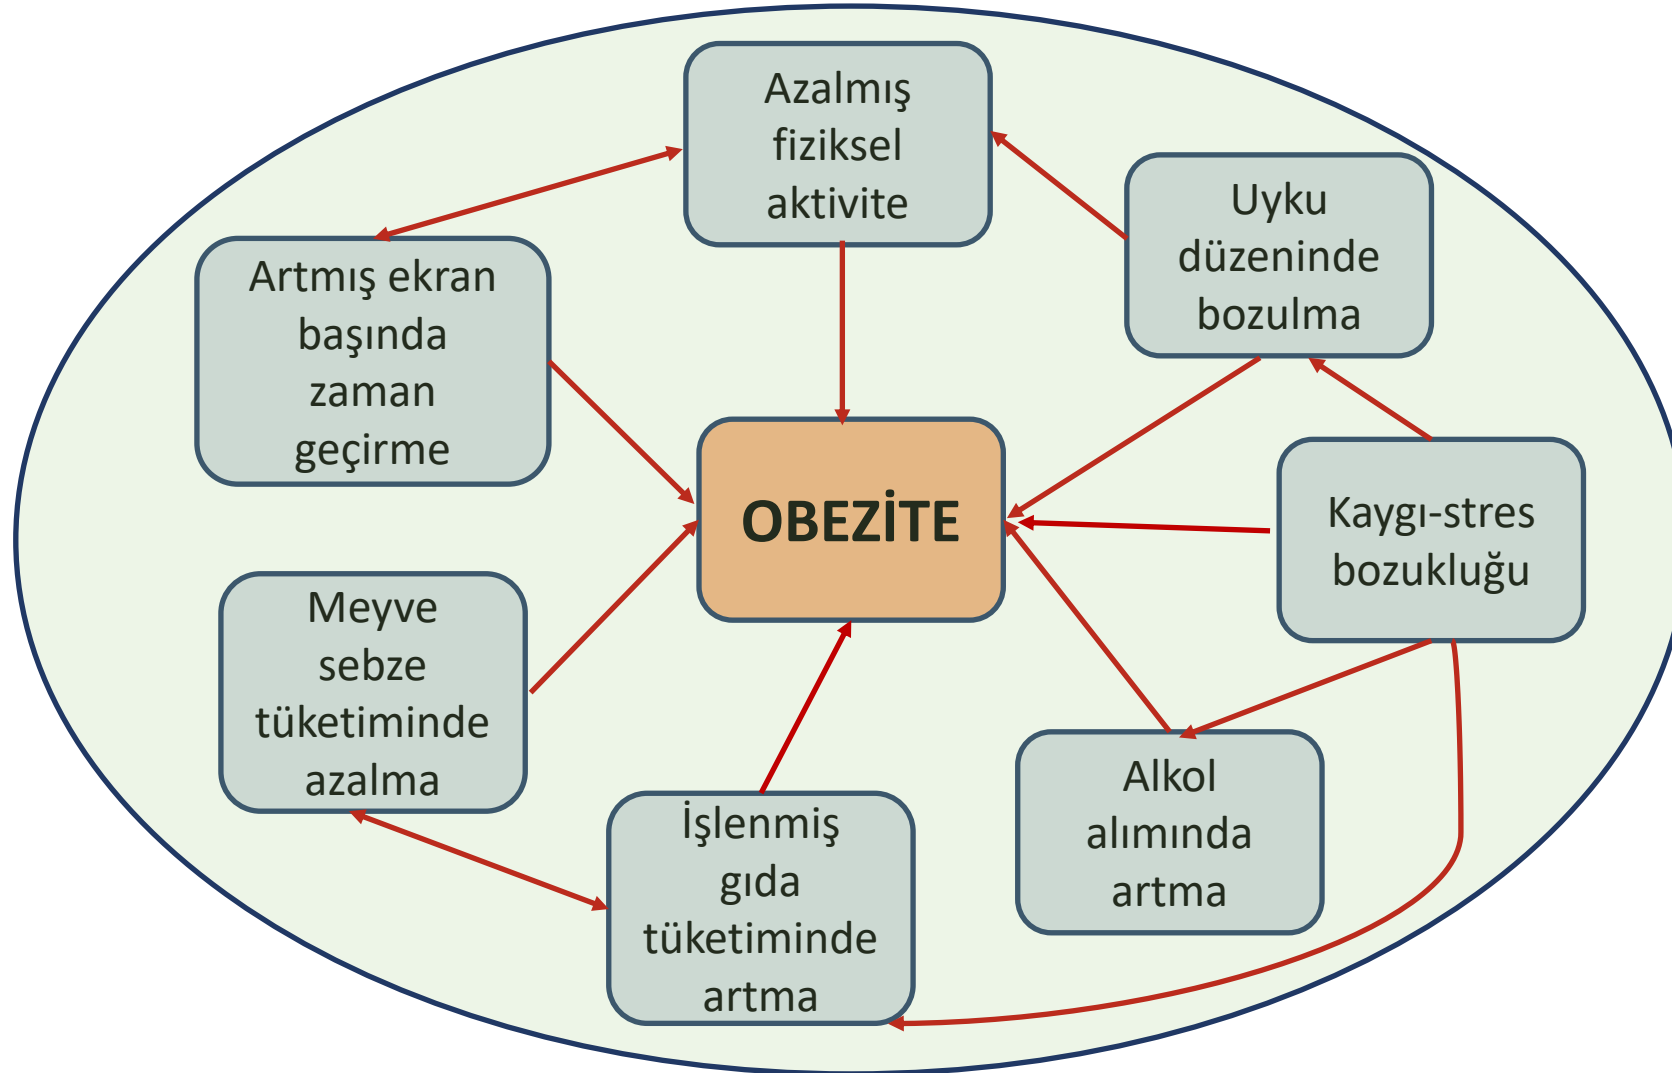 Azalmış
fiziksel
aktivite
Uyku
düzeninde
bozulma
Artmış ekran
başında
zaman
geçirme
OBEZİTE
Kaygı-stres
bozukluğu
Meyve
sebze
tüketiminde
azalma
İşlenmiş
gıda
tüketiminde
artma
Alkol
alımında
artma